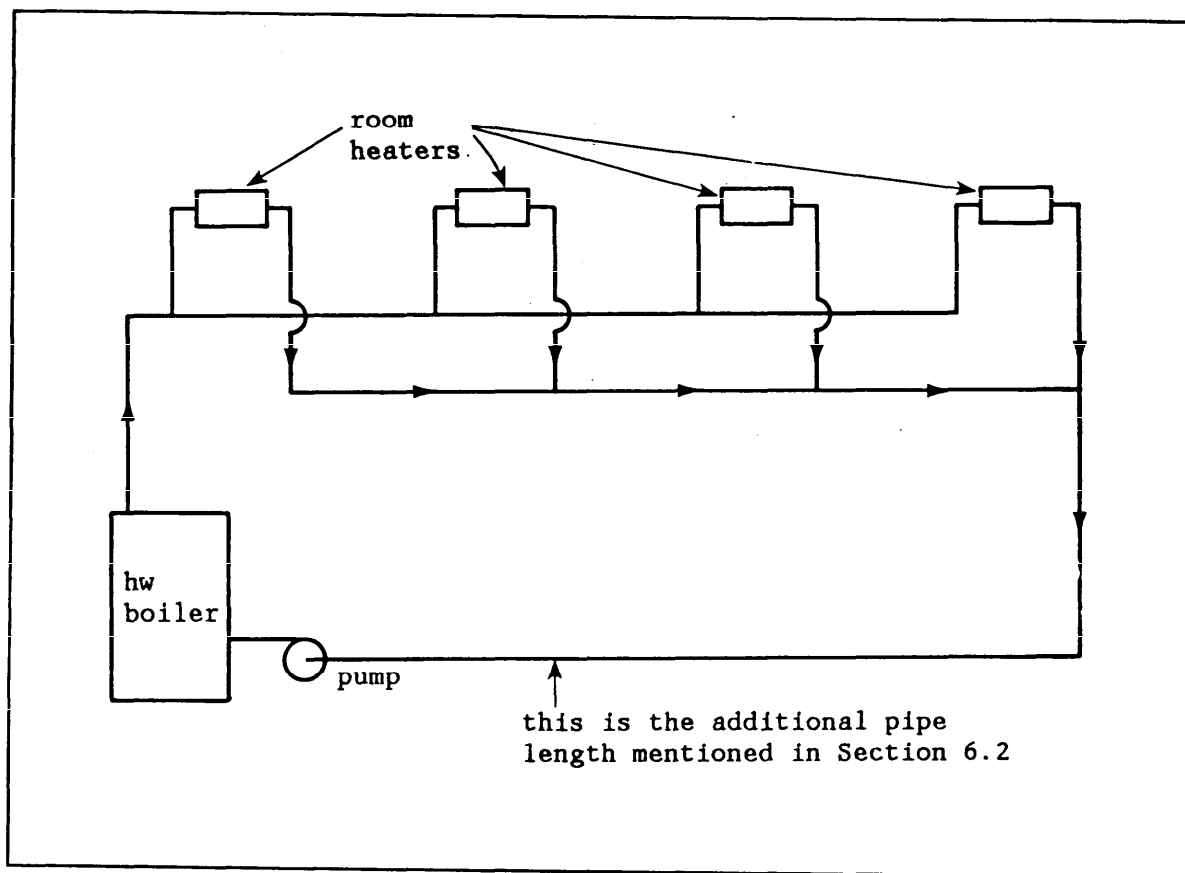 room
heaters
hw
boiler
pump
this is the additional pipe
length mentioned in Section 6.2